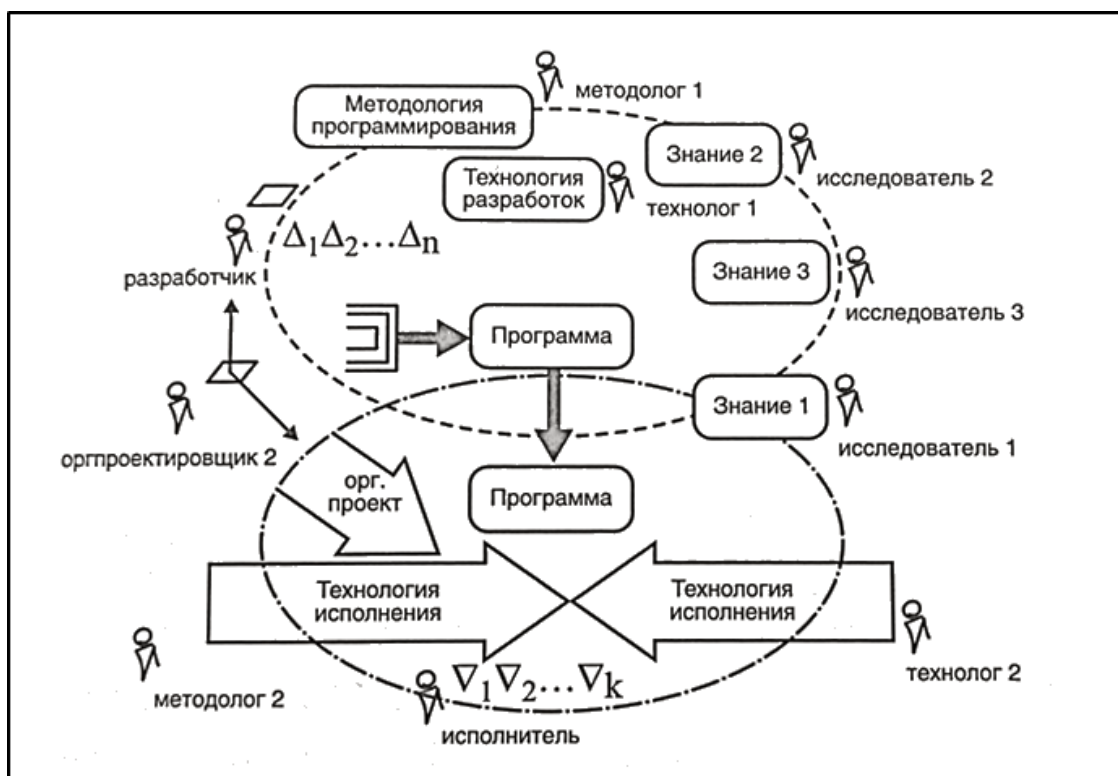 методолог 1
Методология
программирования
Знание 2
исследователь 2
Технология
разработок
технолог 1
Δ₁Δ₂...Δₙ
разработчик
Знание 3
исследователь 3
Программа
Знание 1
исследователь 1
оргпроектировщик 2
орг.
проект
Программа
Технология
исполнения
Технология
исполнения
методолог 2
∇₁∇₂...∇k
технолог 2
исполнитель